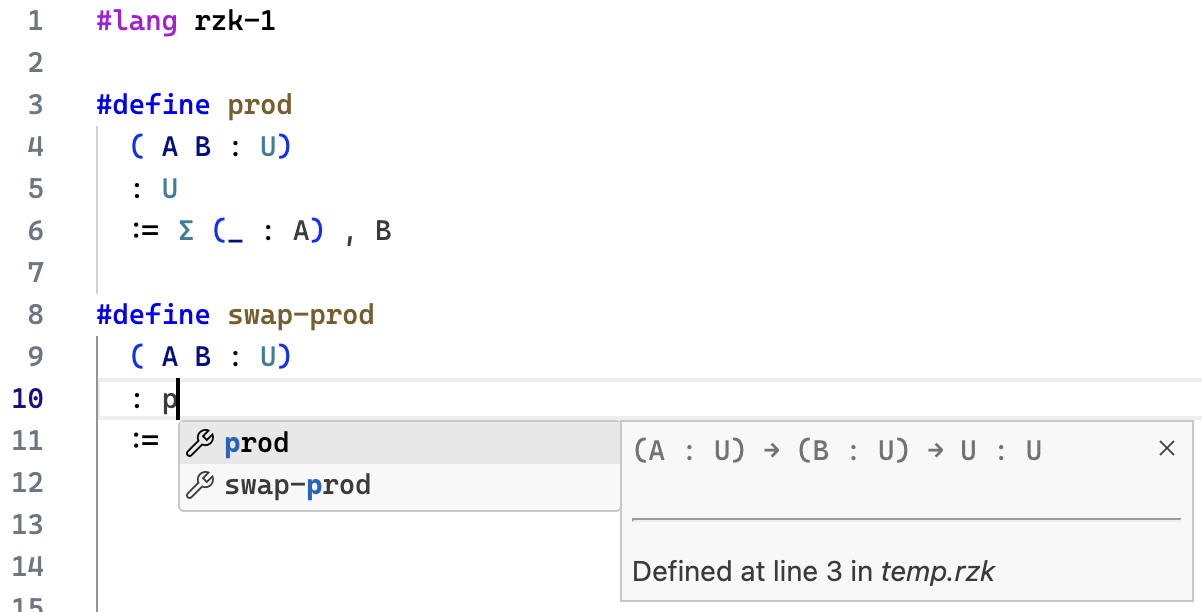 1 #lang rzk-1
2
3 #define prod
4 ( A B : U)
5 : U
6 := Σ (_ : A) , B
7
8 #define swap-prod
9 ( A B : U)
10 : p
11 :=
prod
swap-prod
(A : U) → (B : U) → U : U
Defined at line 3 in temp.rzk
12
13
14
15